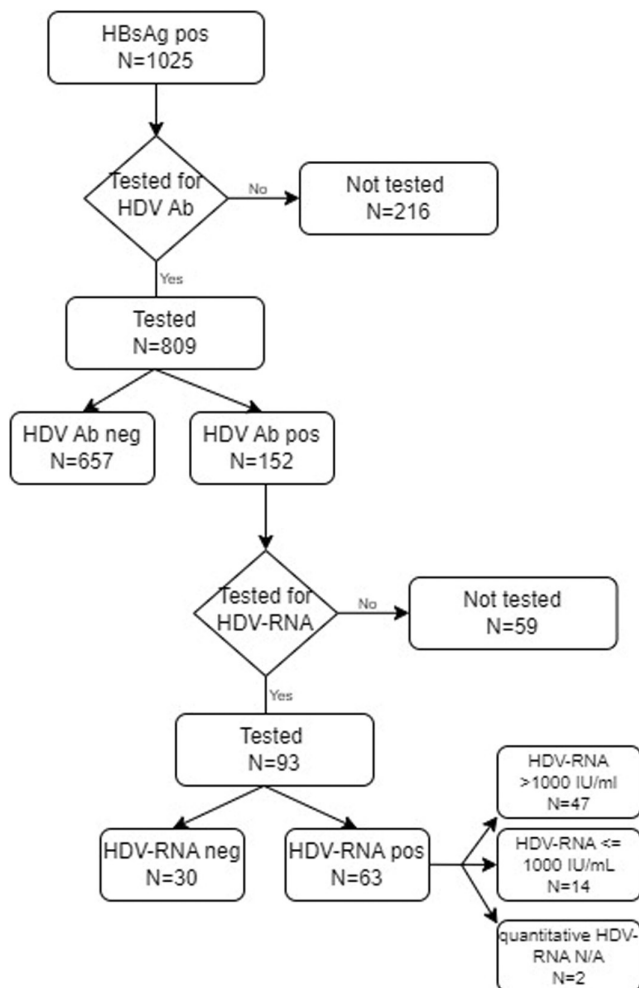 HBsAg pos
N=1025
Tested for
HDV Ab
No
Not tested
N=216
Yes
Tested
N=809
HDV Ab neg
N=657
HDV Ab pos
N=152
Tested for
HDV-RNA
No
Not tested
N=59
Yes
Tested
N=93
HDV-RNA neg
N=30
HDV-RNA pos
N=63
HDV-RNA
>1000 IU/ml
N=47
HDV-RNA <=
1000 IU/mL
N=14
quantitative HDV-
RNA N/A
N=2